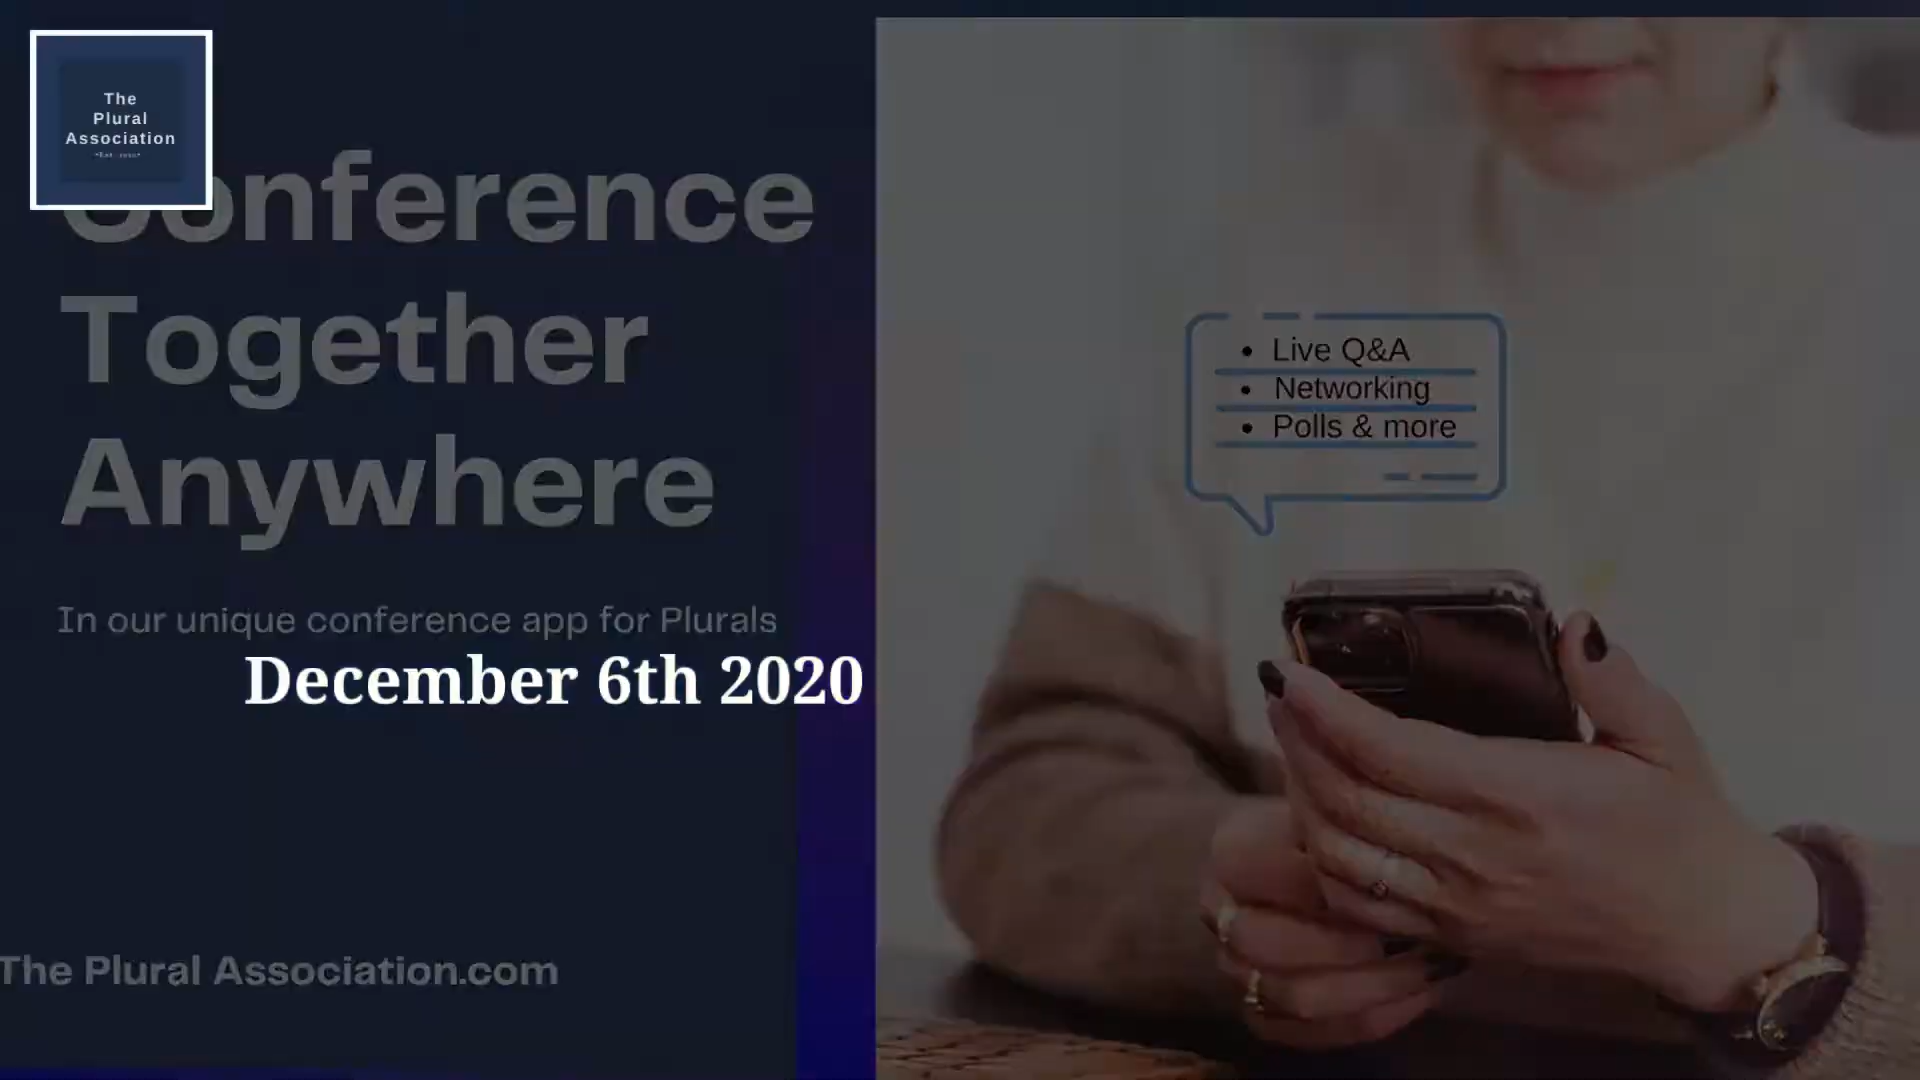 The
Plural
Association
Conference
Together
Anywhere
In our unique conference app for Plurals
December 6th 2020
The Plural Association.com
• Live Q&A
• Networking
• Polls & more